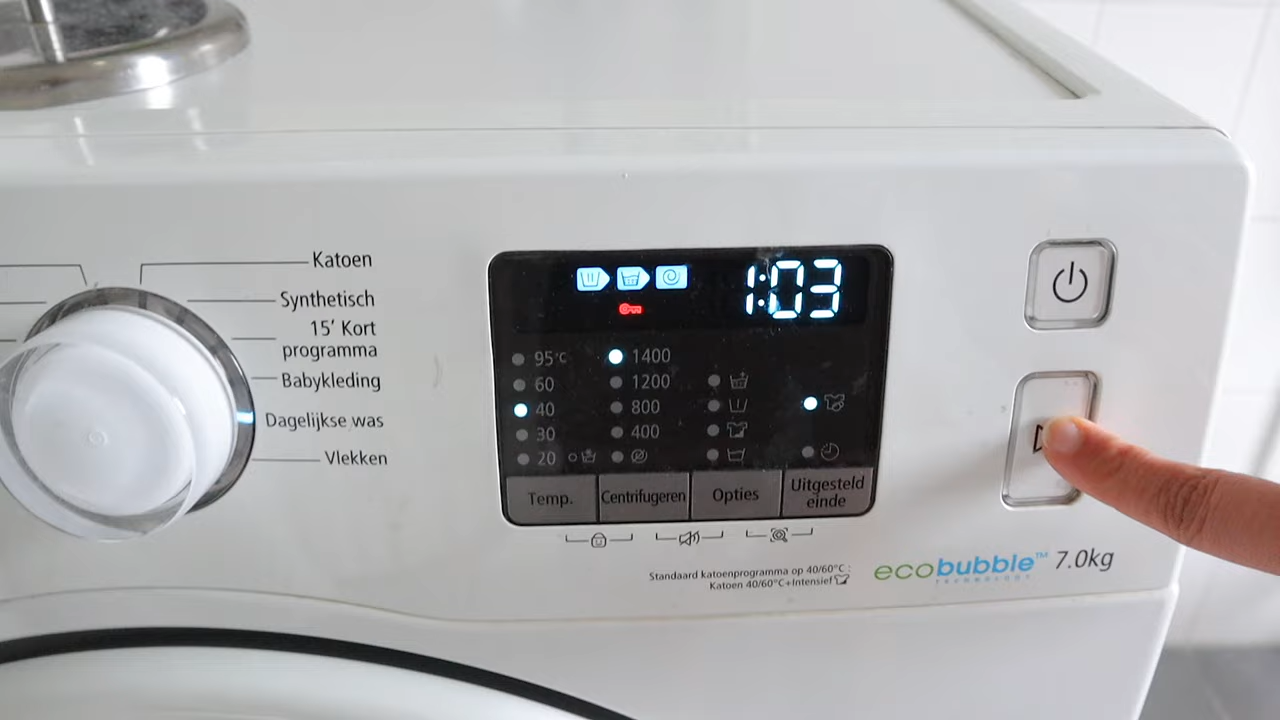 Katoen
Synthetisch
15’ Kort
programma
Babykleding
Dagelijkse was
Vlekken
1:03
95°C
60
40
30
20
1400
1200
800
400
Temp.
Centrifugeren
Opties
Uitgesteld
einde
Standaard katoenprogramma op 40/60°C :
Katoen 40/60°C+Intensief
ecobubble™ 7.0kg
TECHNOLOGY